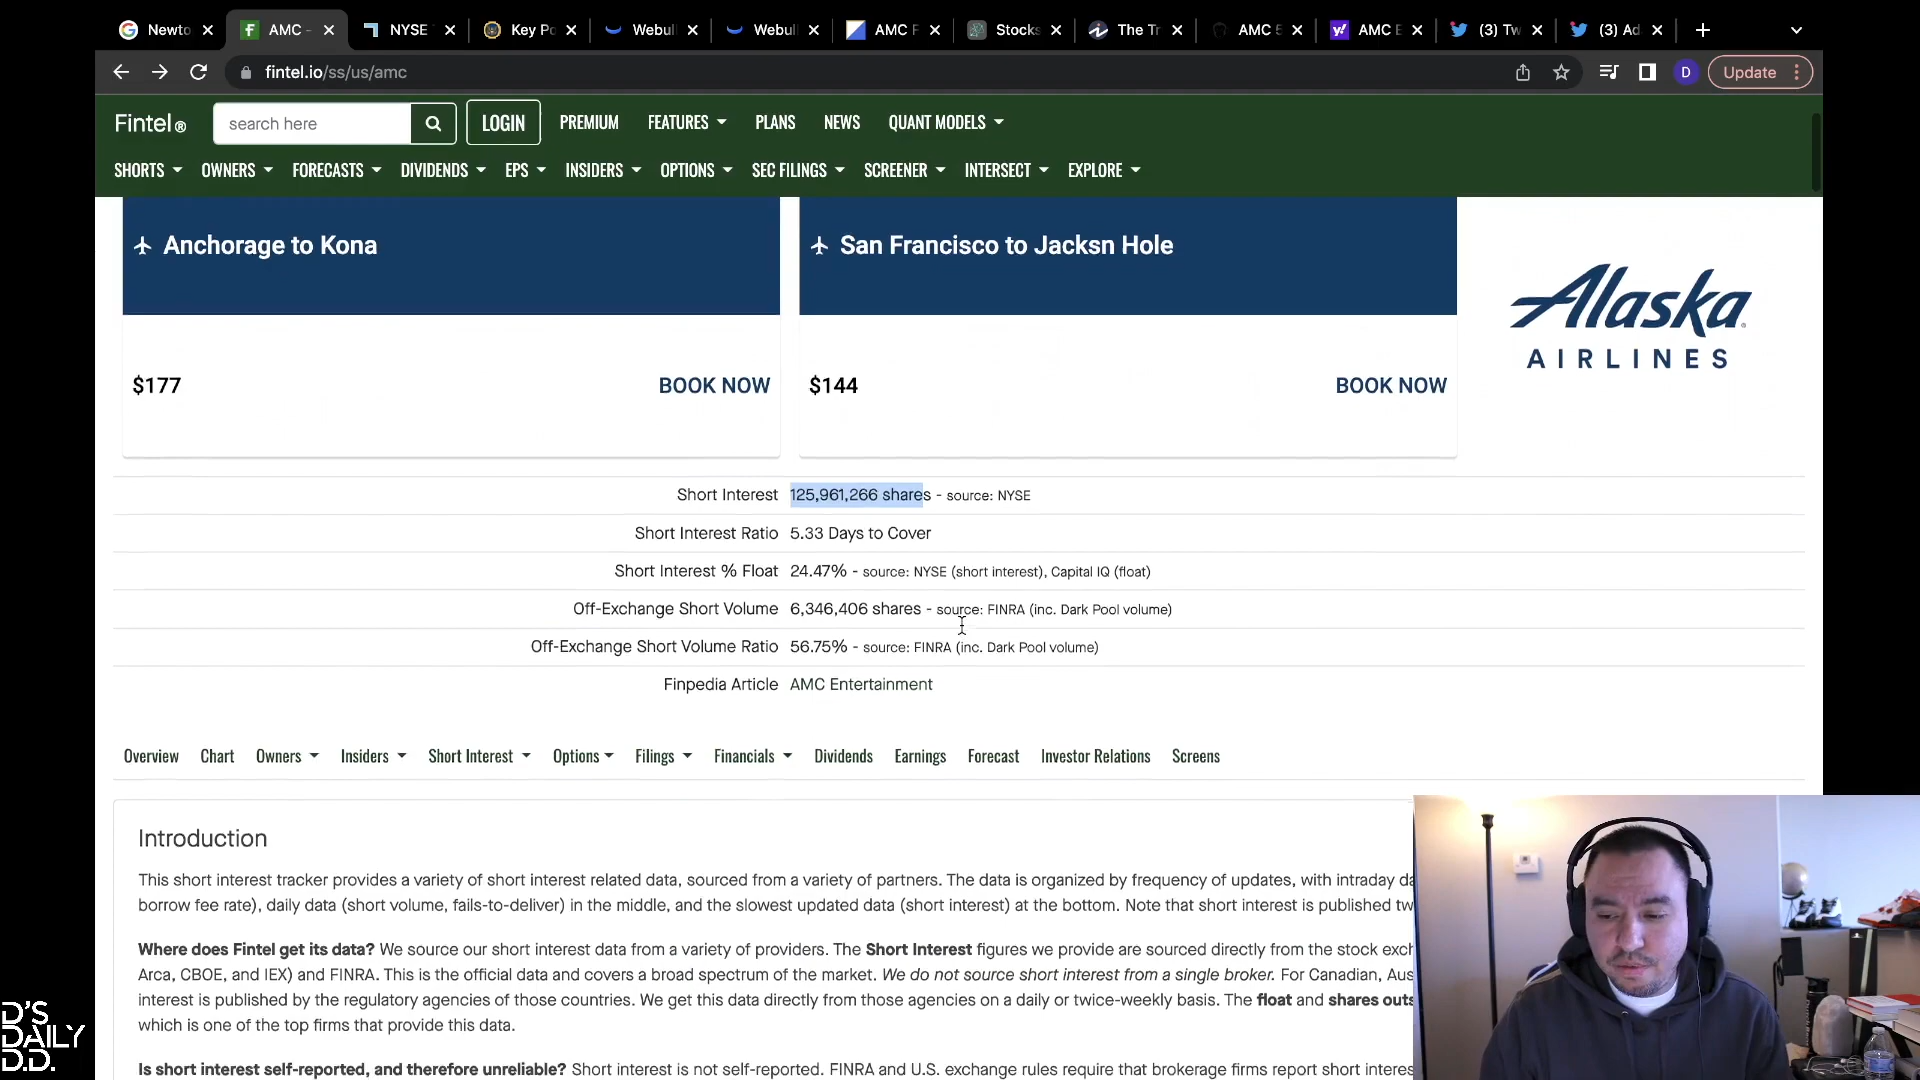 Newto
AMC -
NYSE
Key Po
Webull
Webull
AMC F
Stocks
The Tr
AMC 5
AMC E
(3) Tw
(3) Ad
fintel.io/ss/us/amc
D
Update
Fintel®
search here
LOGIN
PREMIUM
FEATURES
PLANS
NEWS
QUANT MODELS
SHORTS
OWNERS
FORECASTS
DIVIDENDS
EPS
INSIDERS
OPTIONS
SEC FILINGS
SCREENER
INTERSECT
EXPLORE
Anchorage to Kona
$177
BOOK NOW
San Francisco to Jacksn Hole
$144
BOOK NOW
Alaska®
AIRLINES
Short Interest 125,961,266 shares - source: NYSE
Short Interest Ratio 5.33 Days to Cover
Short Interest % Float 24.47% - source: NYSE (short interest), Capital IQ (float)
Off-Exchange Short Volume 6,346,406 shares - source: FINRA (inc. Dark Pool volume)
Off-Exchange Short Volume Ratio 56.75% - source: FINRA (inc. Dark Pool volume)
Finpedia Article AMC Entertainment
Overview Chart Owners Insiders Short Interest Options Filings Financials Dividends Earnings Forecast Investor Relations Screens
Introduction
This short interest tracker provides a variety of short interest related data, sourced from a variety of partners. The data is organized by frequency of updates, with intraday da
borrow fee rate), daily data (short volume, fails-to-deliver) in the middle, and the slowest updated data (short interest) at the bottom. Note that short interest is published tw
Where does Fintel get its data? We source our short interest data from a variety of providers. The Short Interest figures we provide are sourced directly from the stock exch
Arca, CBOE, and IEX) and FINRA. This is the official data and covers a broad spectrum of the market. We do not source short interest from a single broker. For Canadian, Aus
interest is published by the regulatory agencies of those countries. We get this data directly from those agencies on a daily or twice-weekly basis. The float and shares outs
which is one of the top firms that provide this data.
Is short interest self-reported, and therefore unreliable? Short interest is not self-reported. FINRA and U.S. exchange rules require that brokerage firms report short interes
D'S
DAILY
D.D.